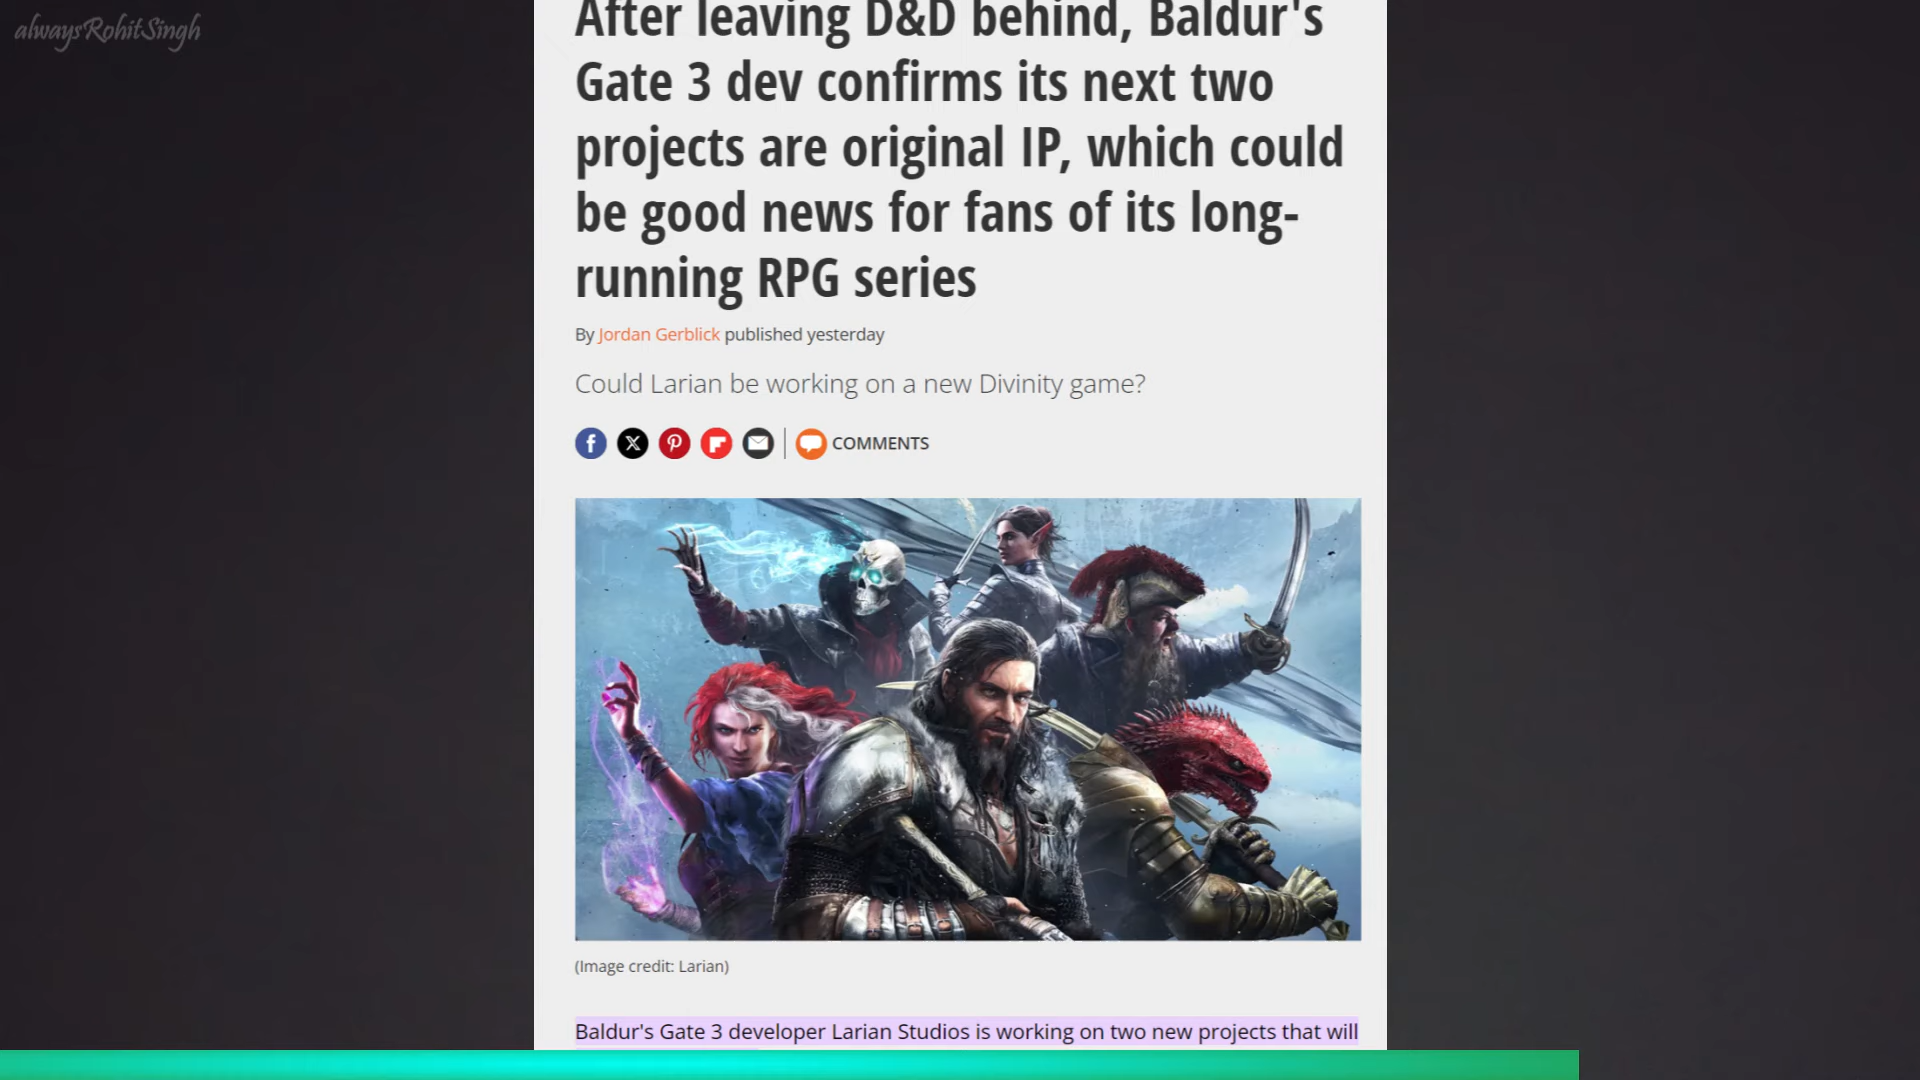 alwaysRohitSingh
After leaving D&D behind, Baldur's
Gate 3 dev confirms its next two
projects are original IP, which could
be good news for fans of its long-
running RPG series
By Jordan Gerblick published yesterday
Could Larian be working on a new Divinity game?
COMMENTS
(Image credit: Larian)
Baldur's Gate 3 developer Larian Studios is working on two new projects that will